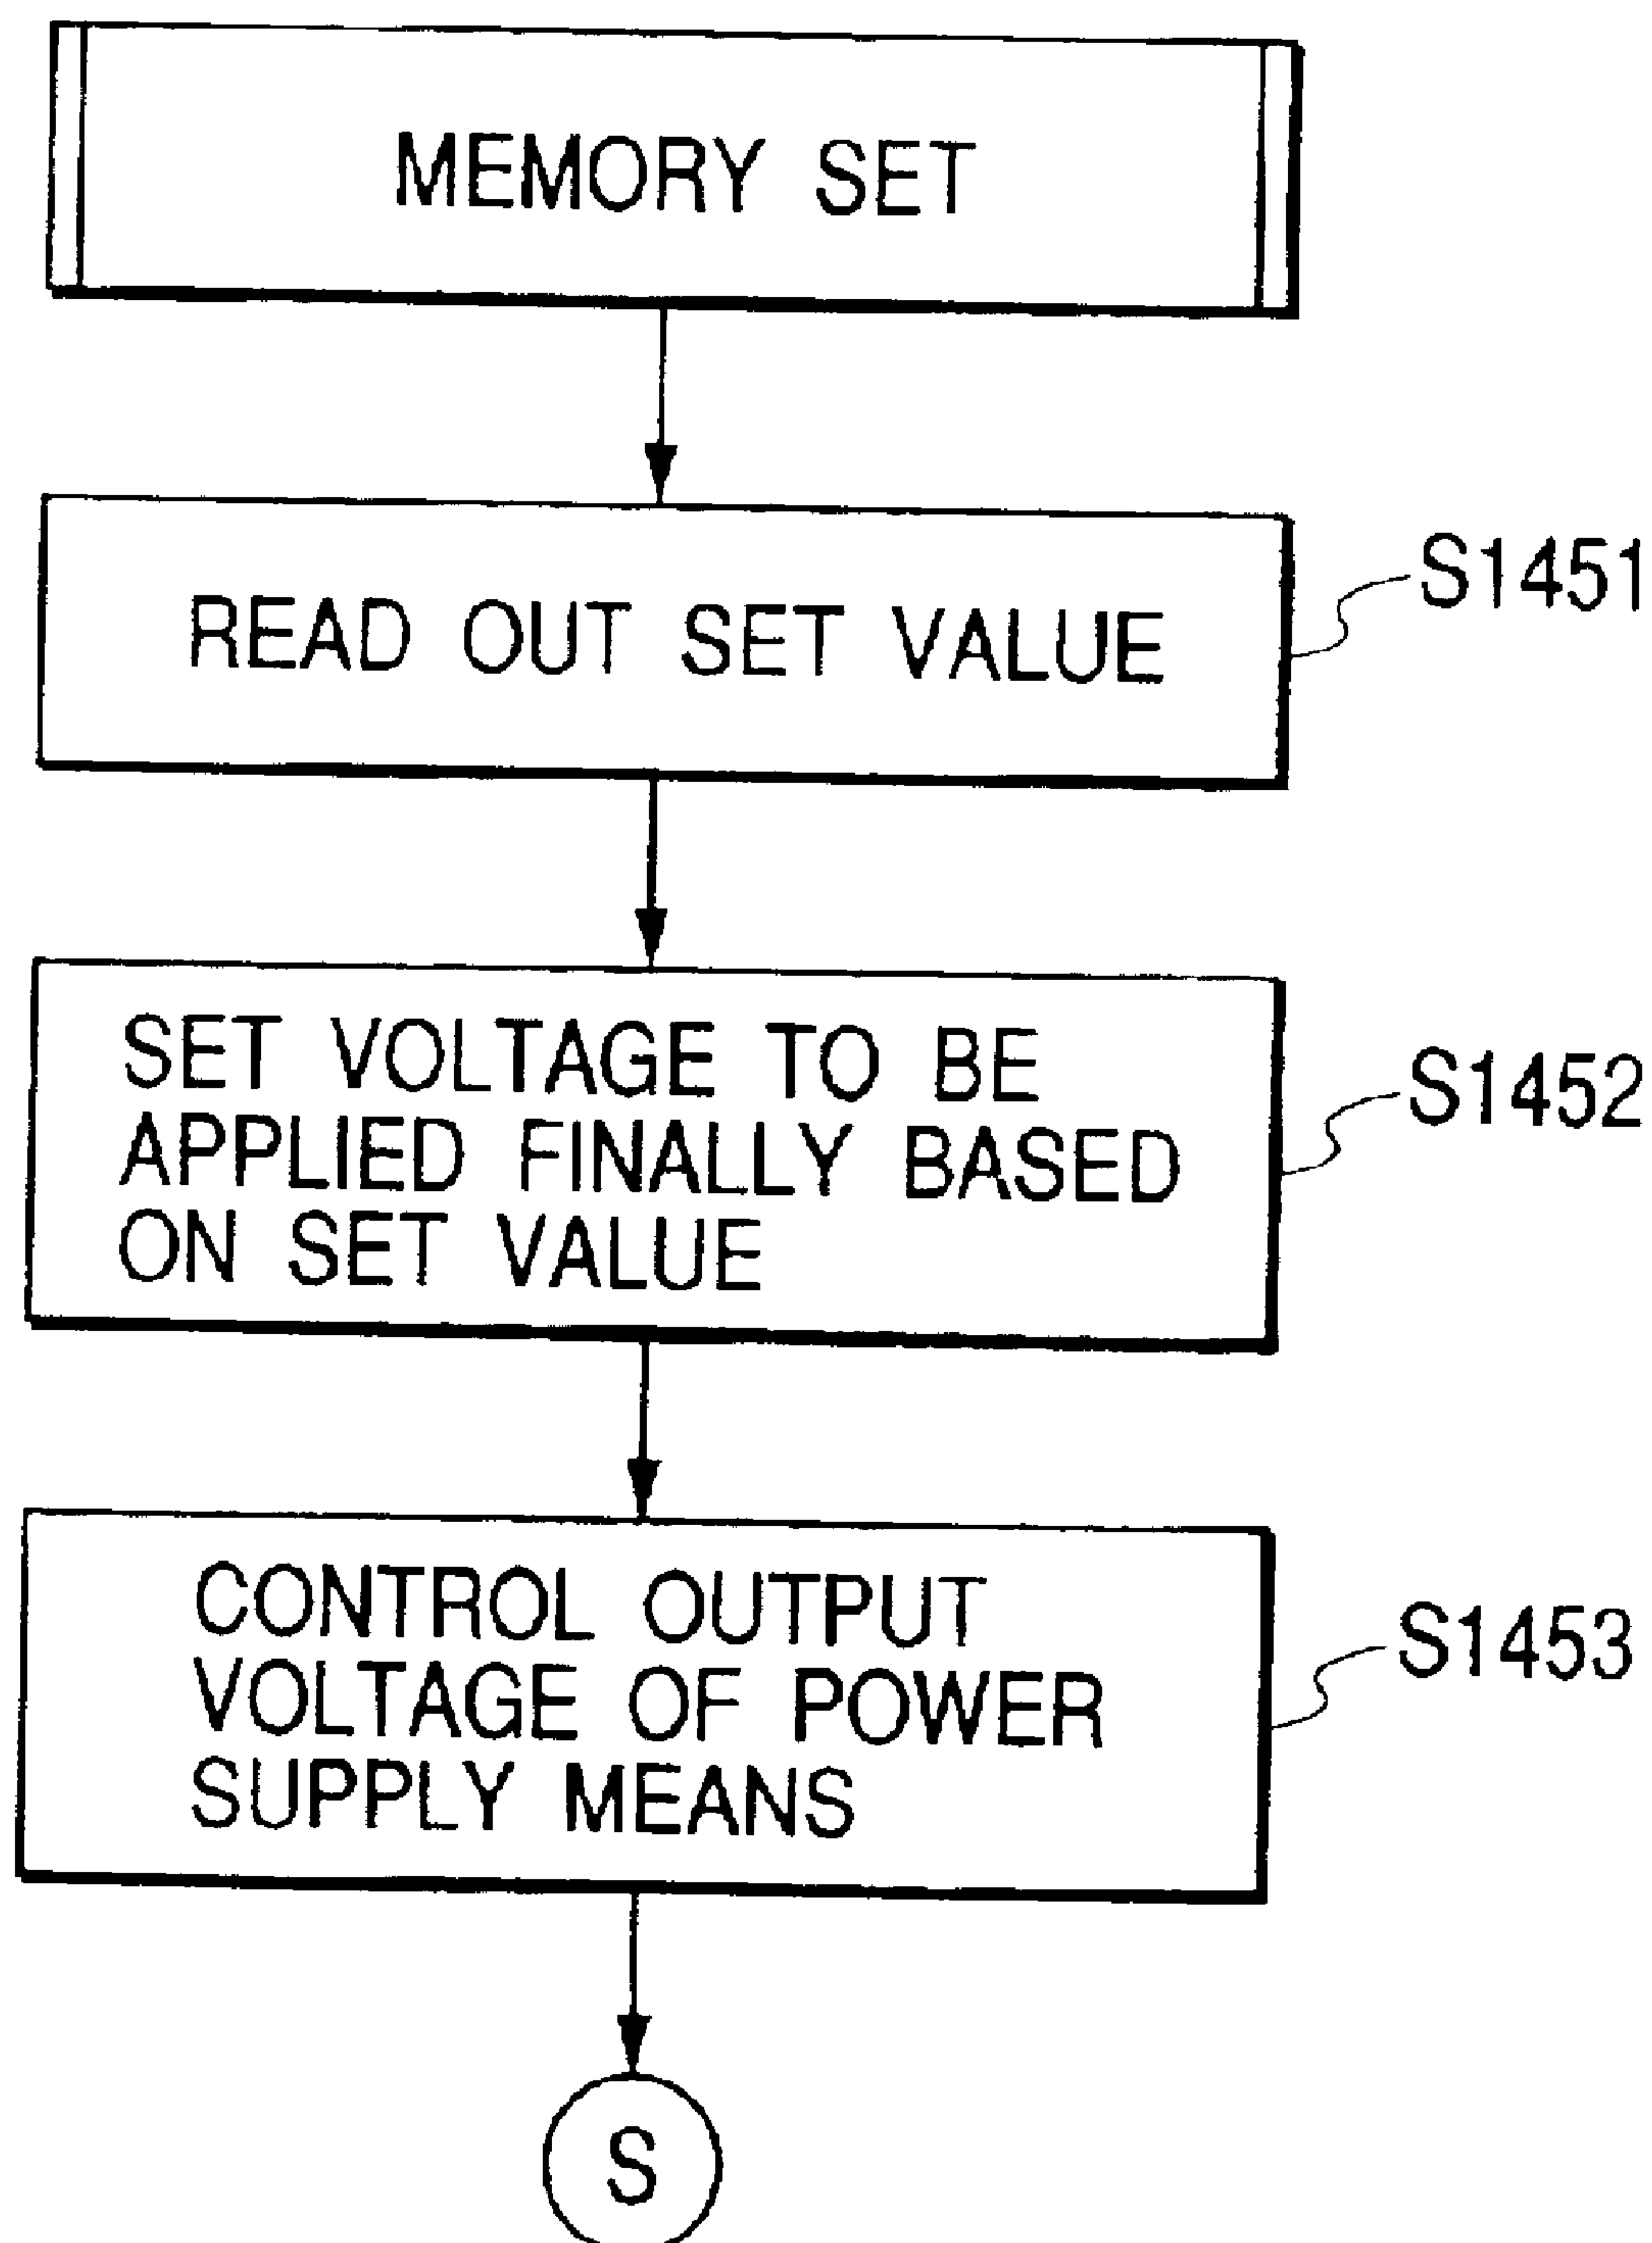 MEMORY SET
READ OUT SET VALUE
S1451
SET VOLTAGE TO BE
APPLIED FINALLY BASED
ON SET VALUE
S1452
CONTROL OUTPUT
VOLTAGE OF POWER
SUPPLY MEANS
S1453
S